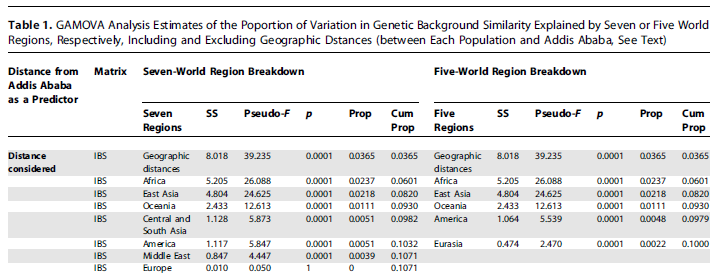 Table 1. GAMOVA Analysis Estimates of the Poportion of Variation in Genetic Background Similarity Explained by Seven or Five World
Regions, Respectively, Including and Excluding Geographic Dstances (between Each Population and Addis Ababa, See Text)
Distance from Addis Ababa as a Predictor Matrix Seven-World Region Breakdown Five-World Region Breakdown
Seven Regions SS Pseudo-F p Prop Cum Prop Five Regions SS Pseudo-F p Prop Cum Prop
Distance considered IBS Geographic distances 8.018 39.235 0.0001 0.0365 0.0365 Geographic distances 8.018 39.235 0.0001 0.0365 0.0365
IBS Africa 5.205 26.088 0.0001 0.0237 0.0601 Africa 5.205 26.088 0.0001 0.0237 0.0601
IBS East Asia 4.804 24.625 0.0001 0.0218 0.0820 East Asia 4.804 24.625 0.0001 0.0218 0.0820
IBS Oceania 2.433 12.613 0.0001 0.0111 0.0930 Oceania 2.433 12.613 0.0001 0.0111 0.0930
IBS Central and South Asia 1.128 5.873 0.0001 0.0051 0.0982 America 1.064 5.539 0.0001 0.0048 0.0979
IBS America 1.117 5.847 0.0001 0.0051 0.1032 Eurasia 0.474 2.470 0.0001 0.0022 0.1000
IBS Middle East 0.847 4.447 0.0001 0.0039 0.1071
IBS Europe 0.010 0.050 1 0 0.1071